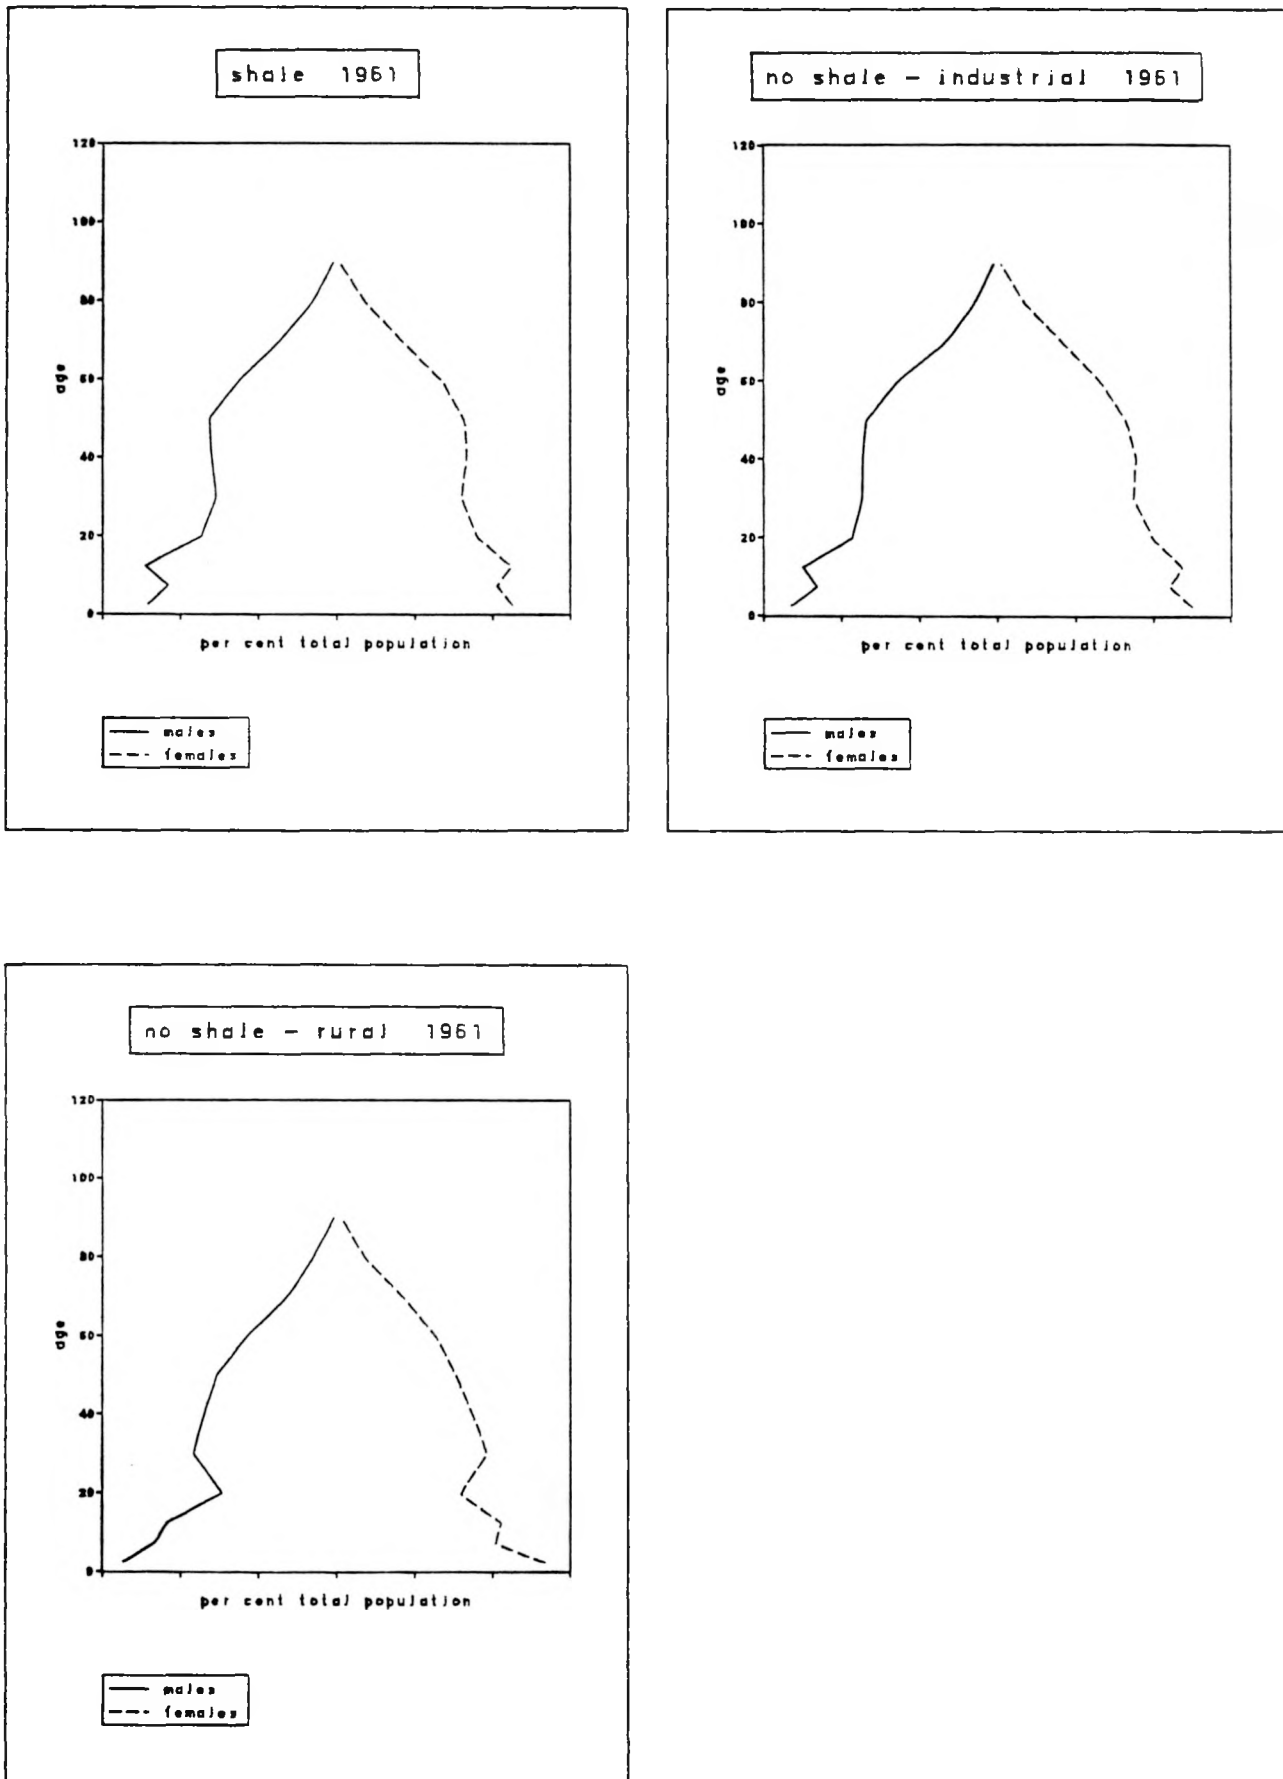 shale 1961
120
100
80
60
40
20
0
age
per cent total population
males
females
no shale - industrial 1961
120
100
80
60
40
20
0
age
per cent total population
males
females
no shale - rural 1961
120
100
80
60
40
20
0
age
per cent total population
males
females